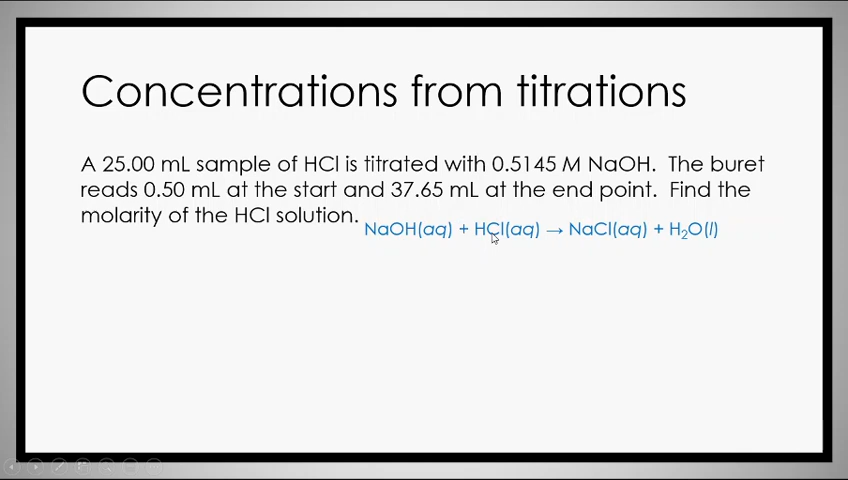 Concentrations from titrations
A 25.00 mL sample of HCl is titrated with 0.5145 M NaOH. The buret
reads 0.50 mL at the start and 37.65 mL at the end point. Find the
molarity of the HCl solution.
NaOH(aq) + HCl(aq) → NaCl(aq) + H₂O(l)